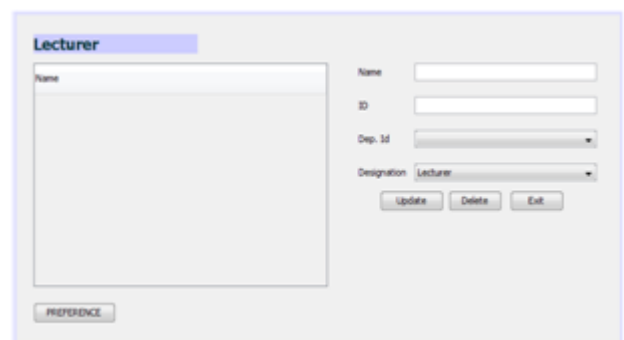 Lecturer
Name
Name
ID
Dep. Id
Designation Lecturer
Update Delete Exit
PREFERENCE